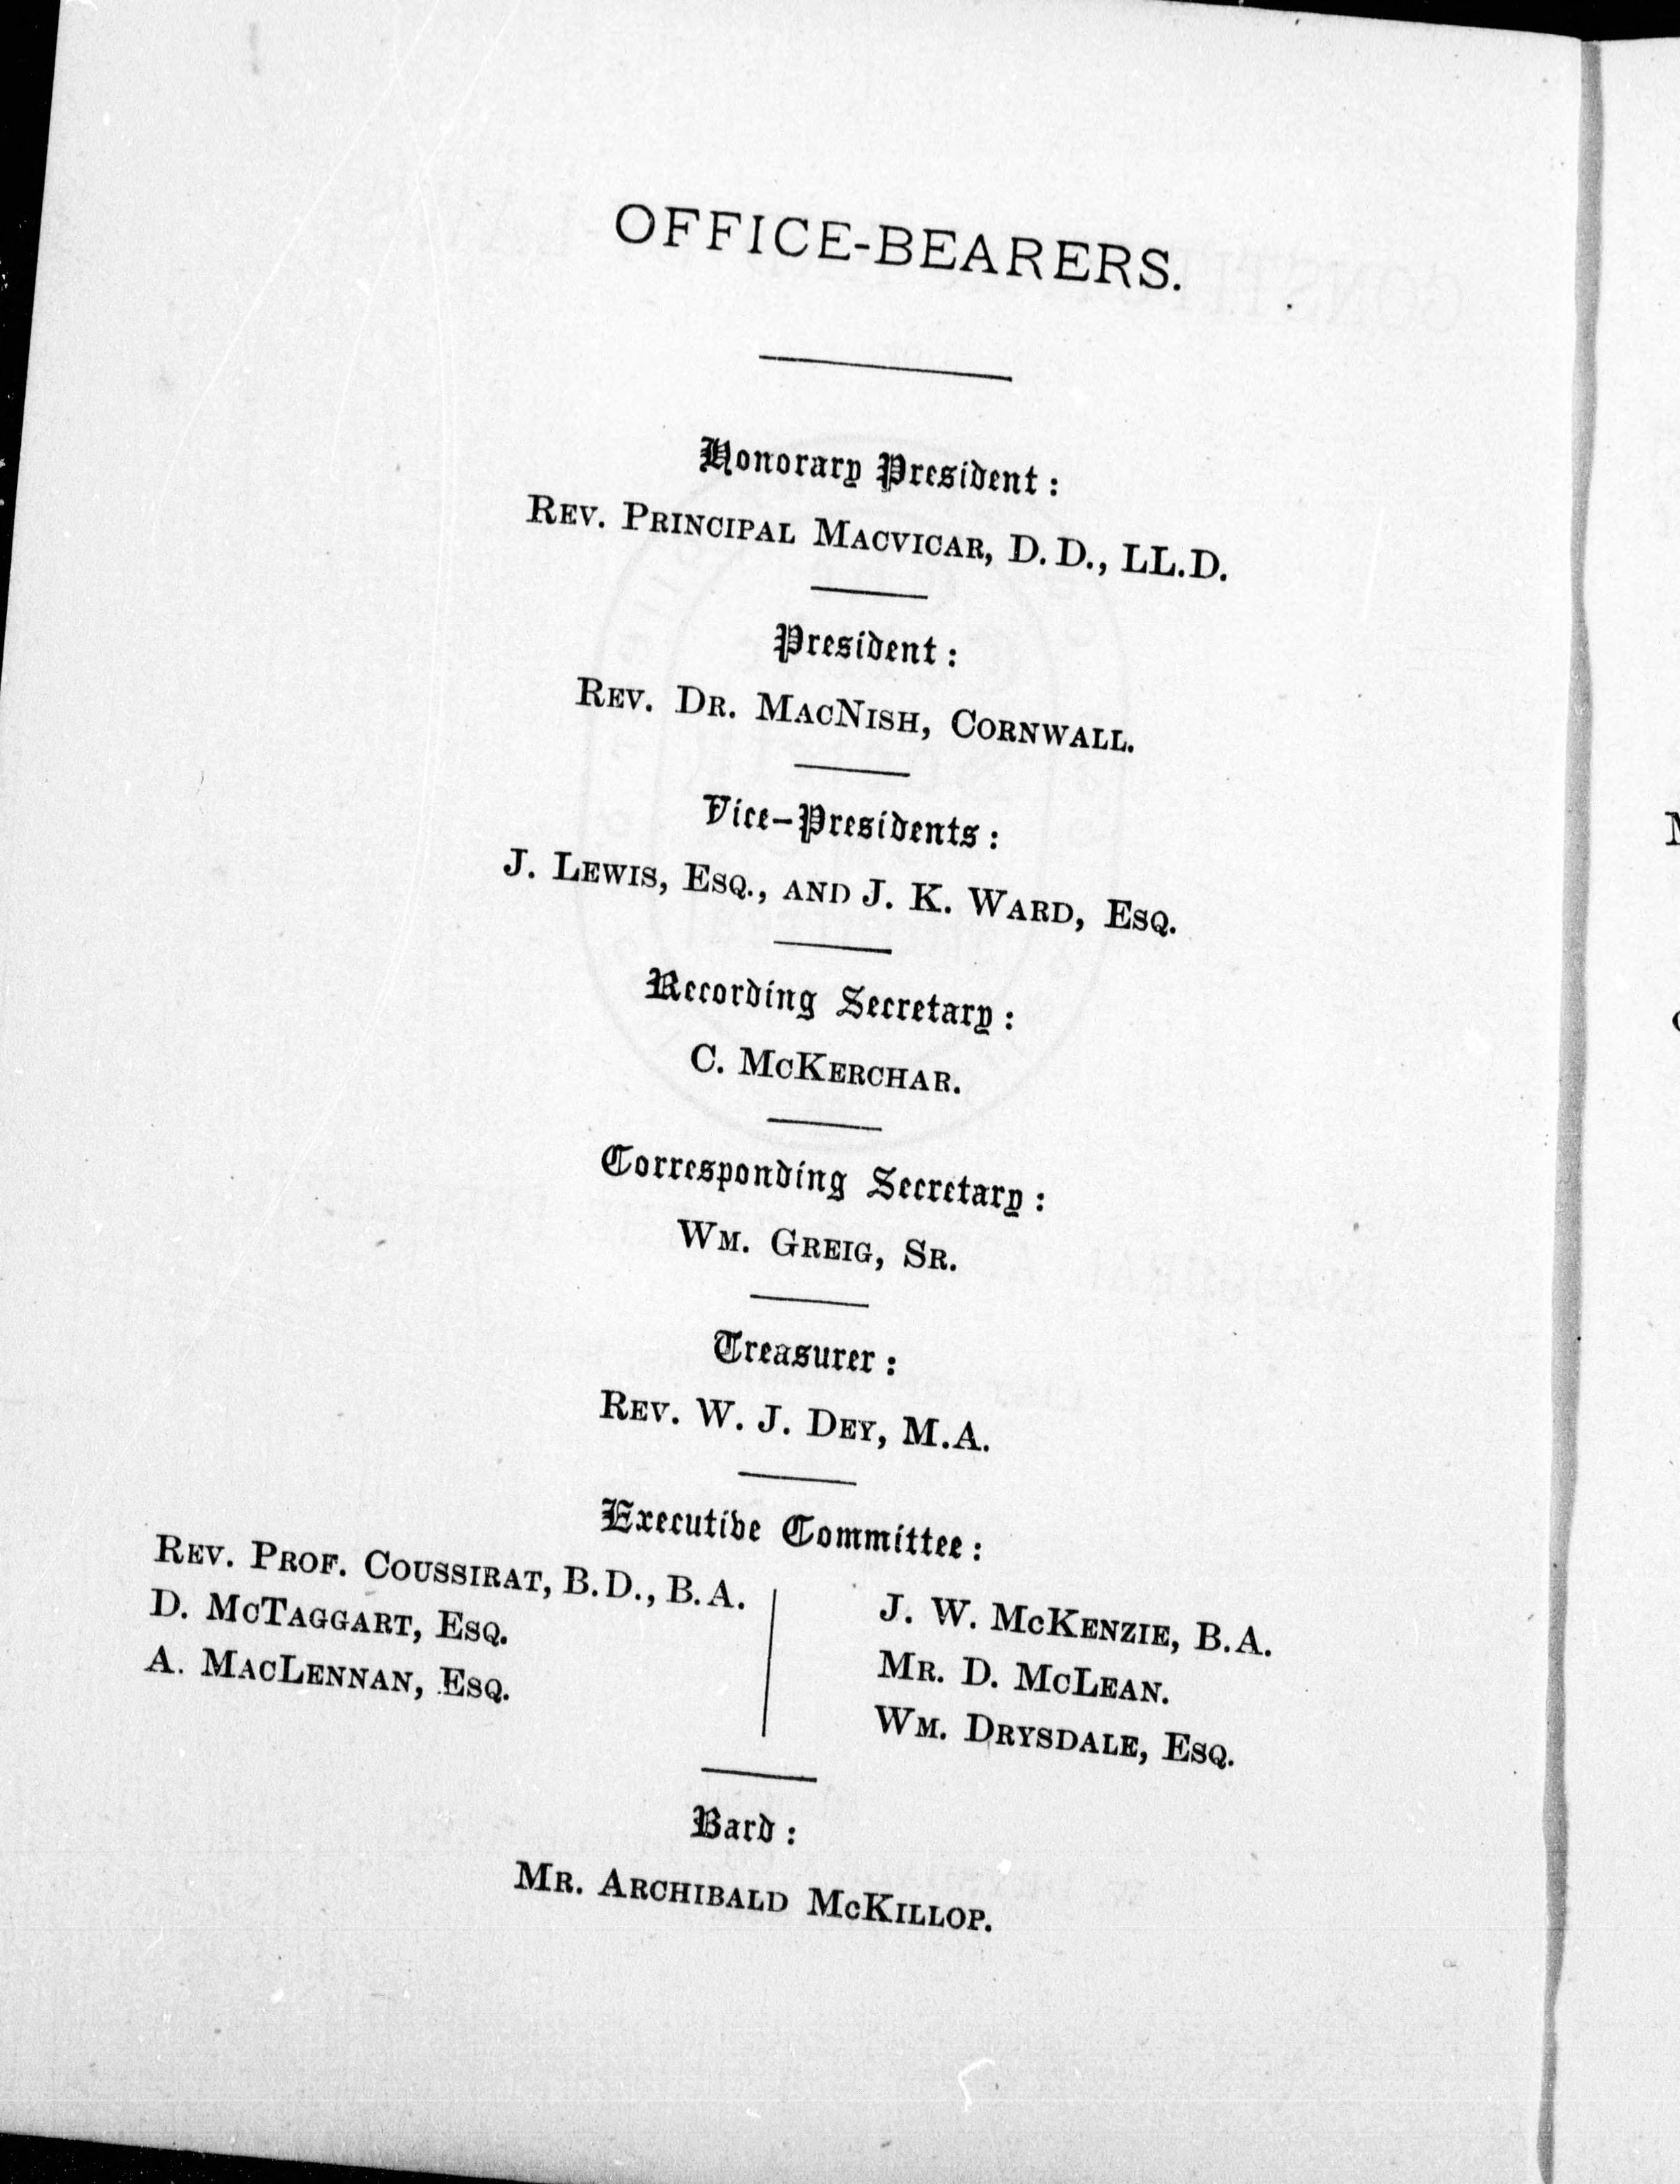 OFFICE-BEARERS.
Honorary President:
REV. PRINCIPAL MACVICAR, D.D., LL.D.
President:
REV. DR. MACNISH, CORNWALL.
Vice-Presidents:
J. LEWIS, ESQ., AND J. K. WARD, ESQ.
Recording Secretary:
C. MCKERCHAR.
Corresponding Secretary:
WM. GREIG, SR.
Treasurer:
REV. W. J. DEY, M.A.
Executive Committee:
REV. PROF. COUSSIRAT, B.D., B.A.
D. MCTAGGART, ESQ.
A. MACLENNAN, ESQ.
J. W. MCKENZIE, B.A.
MR. D. MCLEAN.
WM. DRYSDALE, ESQ.
Bard:
MR. ARCHIBALD MCKILLOP.